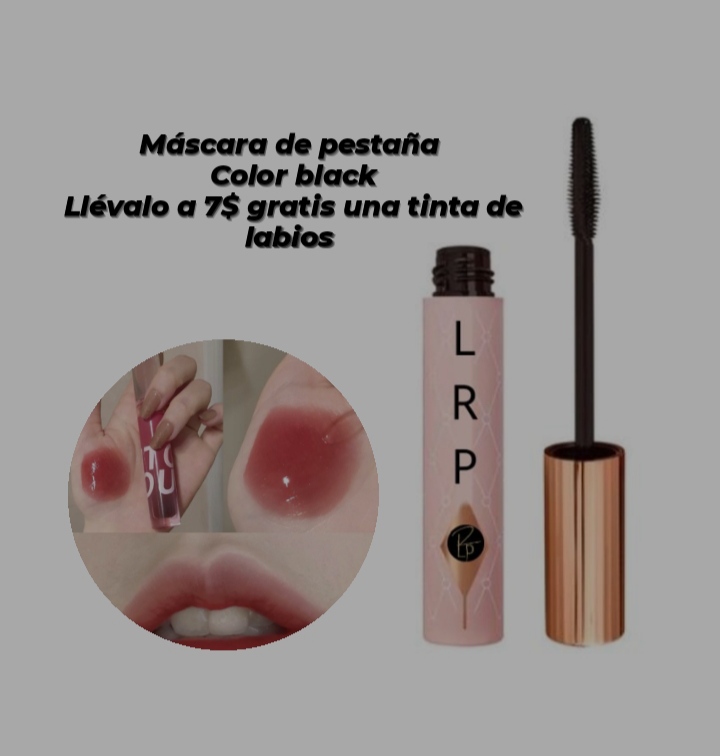 Máscara de pestaña
Color black
Llévalo a 7$ gratis una tinta de
labios
L
R
P